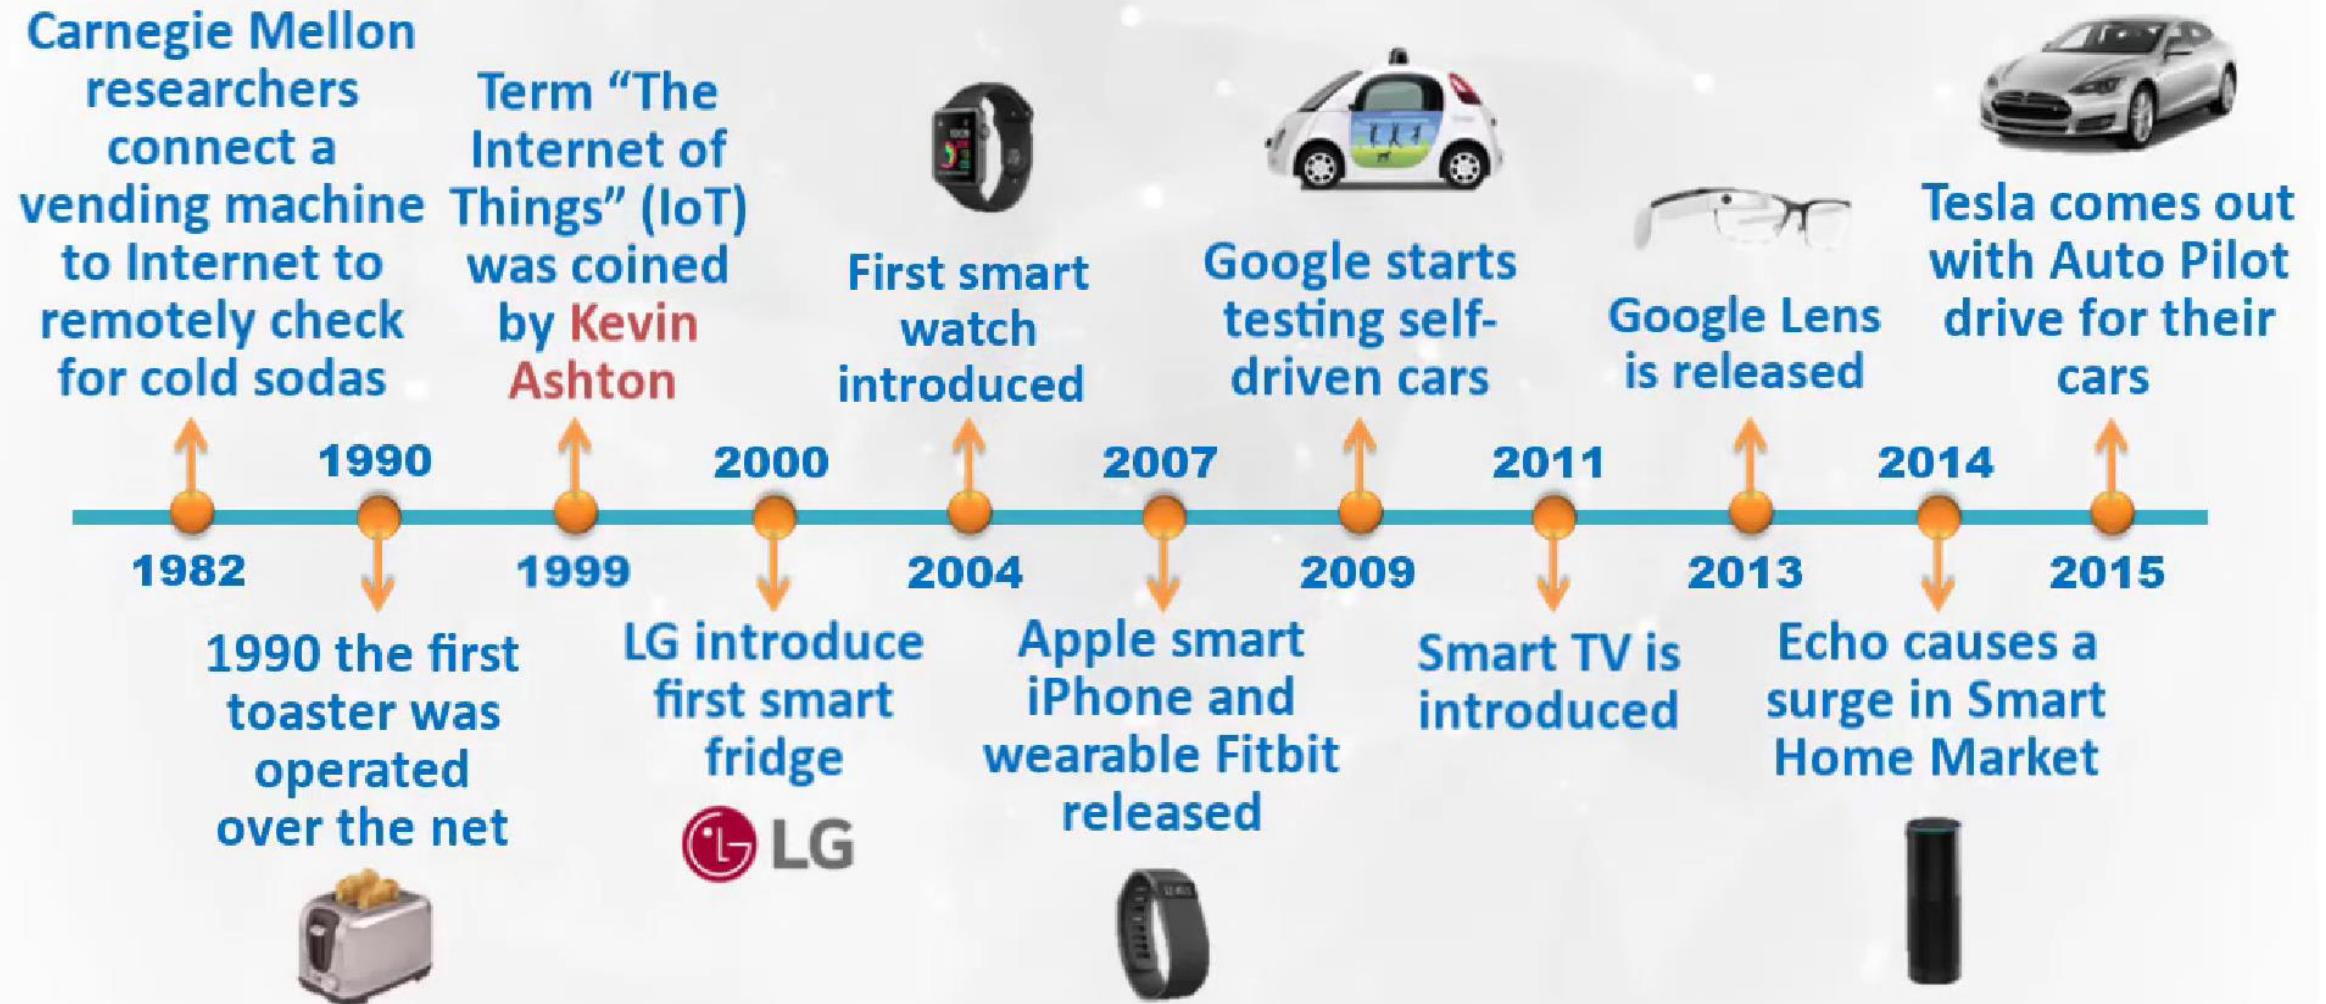 Carnegie Mellon
researchers
connect a
vending machine
to Internet to
remotely check
for cold sodas
1982
1990
1990 the first
toaster was
operated
over the net
Term “The
Internet of
Things” (IoT)
was coined
by Kevin
Ashton
1999
2000
LG introduce
first smart
fridge
LG
First smart
watch
introduced
2004
2007
Apple smart
iPhone and
wearable Fitbit
released
Google starts
testing self-
driven cars
2009
2011
Smart TV is
introduced
Google Lens
is released
2013
2014
Echo causes a
surge in Smart
Home Market
Tesla comes out
with Auto Pilot
drive for their
cars
2015